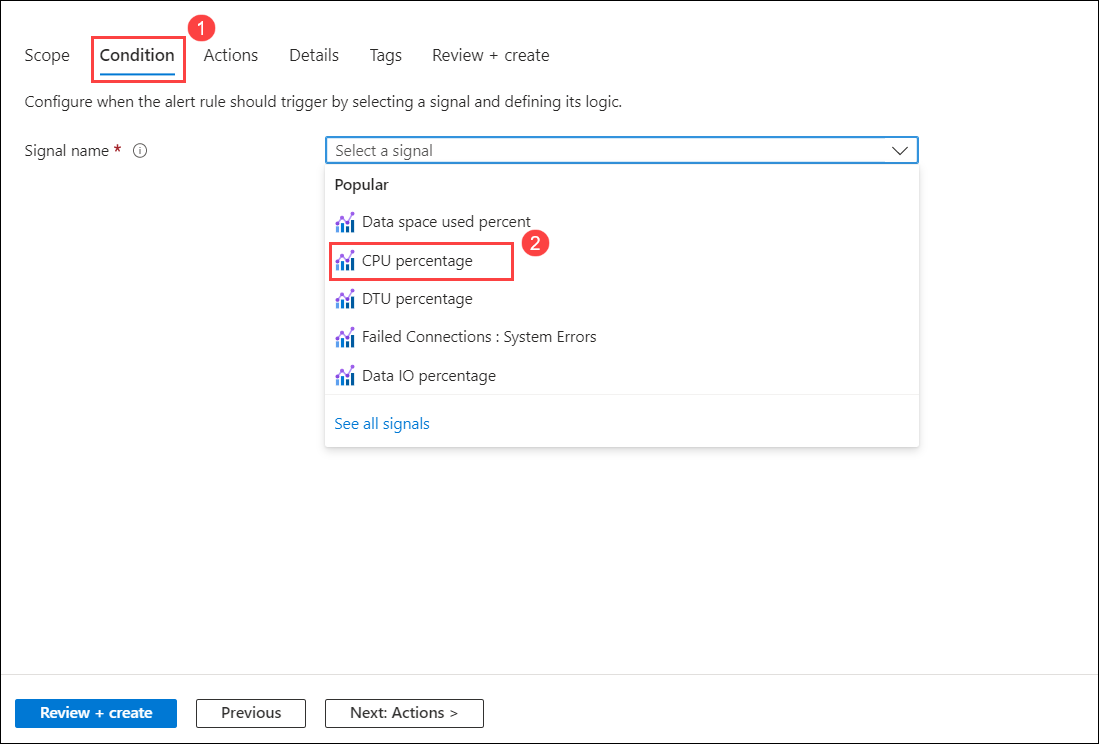 1
Scope Condition Actions Details Tags Review + create
Configure when the alert rule should trigger by selecting a signal and defining its logic.
Signal name * Select a signal
Popular
Data space used percent
2
CPU percentage
DTU percentage
Failed Connections : System Errors
Data IO percentage
See all signals
Review + create Previous Next: Actions >